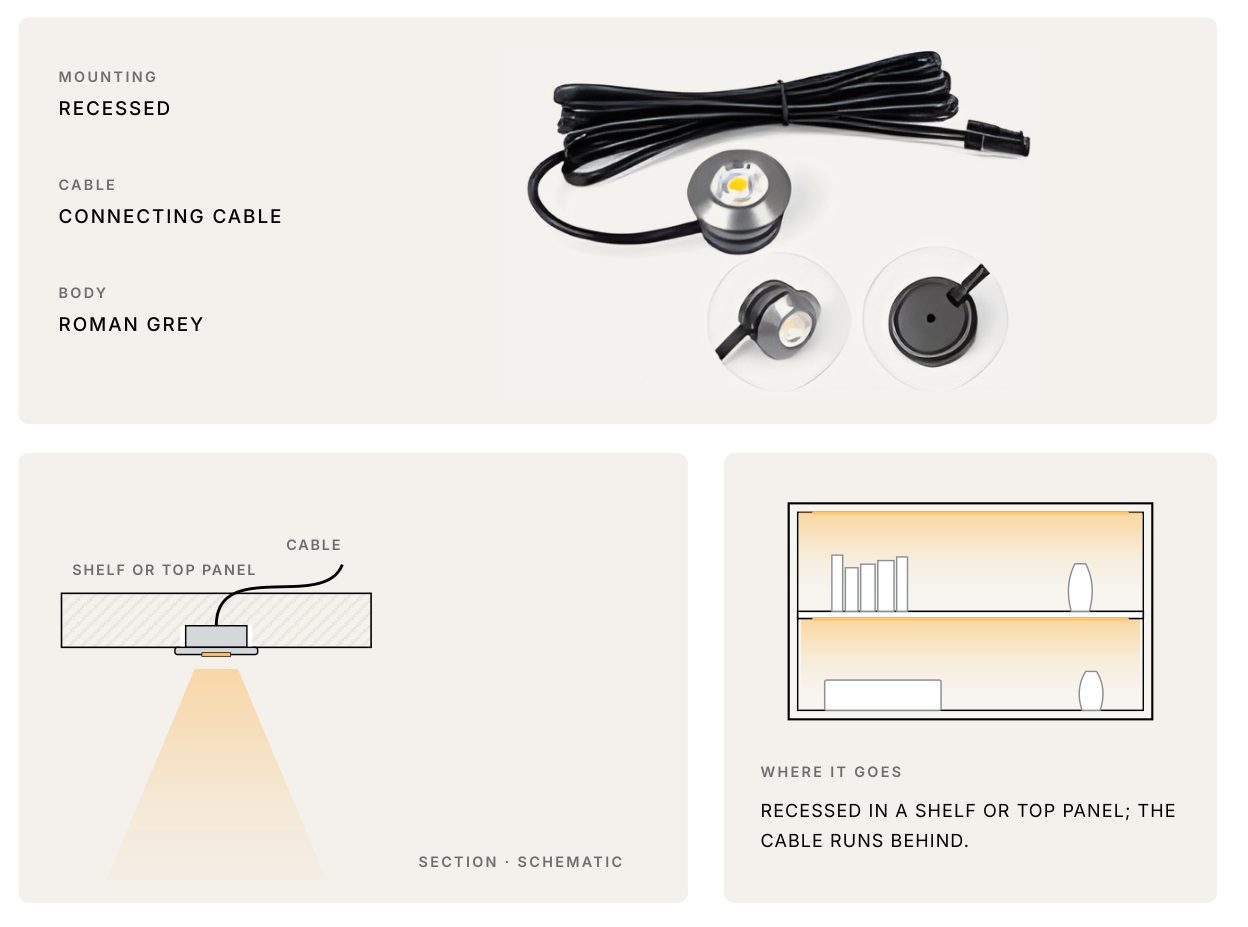 MOUNTING
RECESSED
CABLE
CONNECTING CABLE
BODY
ROMAN GREY
CABLE
SHELF OR TOP PANEL
SECTION · SCHEMATIC
WHERE IT GOES
RECESSED IN A SHELF OR TOP PANEL; THE
CABLE RUNS BEHIND.